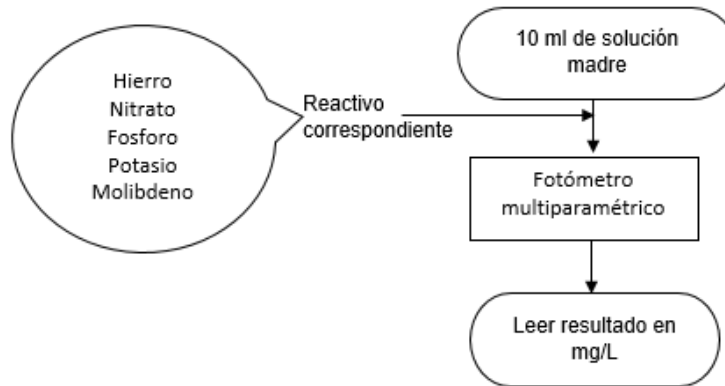 Hierro
Nitrato
Fosforo
Potasio
Molibdeno
Reactivo
correspondiente
10 ml de solución
madre
Fotómetro
multiparamétrico
Leer resultado en
mg/L